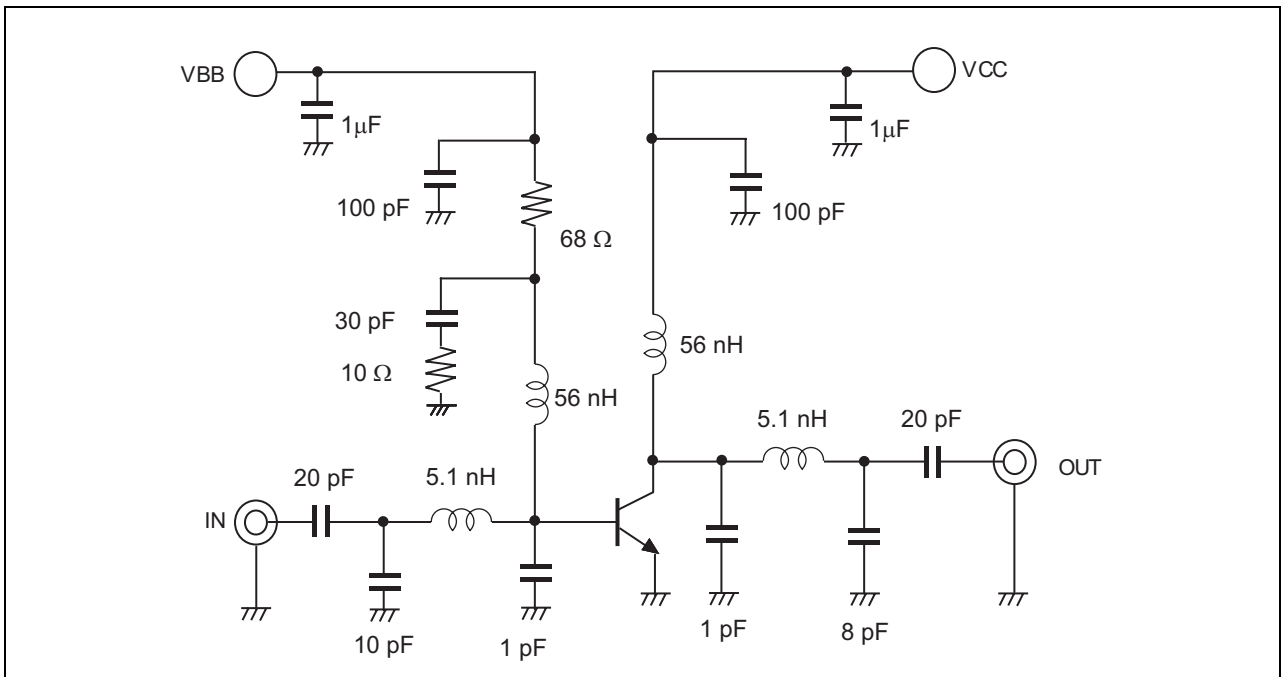 VBB
VCC
1μF
1μF
100 pF
100 pF
68 Ω
30 pF
56 nH
10 Ω
56 nH
5.1 nH
20 pF
20 pF
5.1 nH
OUT
IN
10 pF
1 pF
1 pF
8 pF